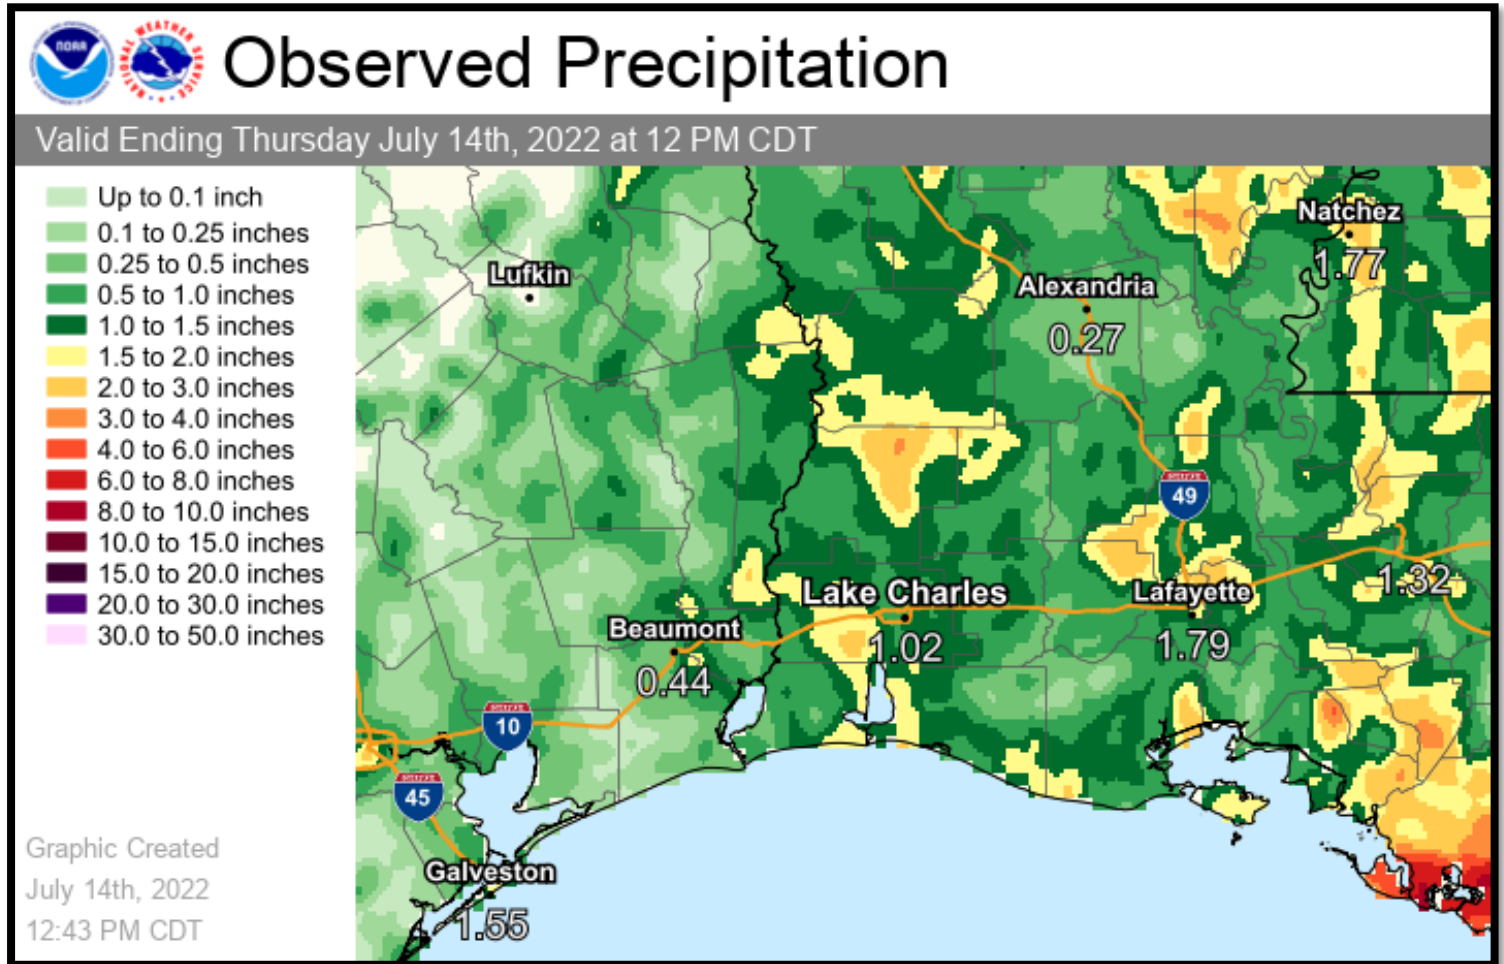 NOAA
NATIONAL WEATHER SERVICE
Observed Precipitation
Valid Ending Thursday July 14th, 2022 at 12 PM CDT
Up to 0.1 inch
0.1 to 0.25 inches
0.25 to 0.5 inches
0.5 to 1.0 inches
1.0 to 1.5 inches
1.5 to 2.0 inches
2.0 to 3.0 inches
3.0 to 4.0 inches
4.0 to 6.0 inches
6.0 to 8.0 inches
8.0 to 10.0 inches
10.0 to 15.0 inches
15.0 to 20.0 inches
20.0 to 30.0 inches
30.0 to 50.0 inches
Natchez
1.77
Lufkin
Alexandria
0.27
49
1.32
Lake Charles
1.02
Lafayette
1.79
Beaumont
0.44
10
45
Galveston
1.55
Graphic Created
July 14th, 2022
12:43 PM CDT